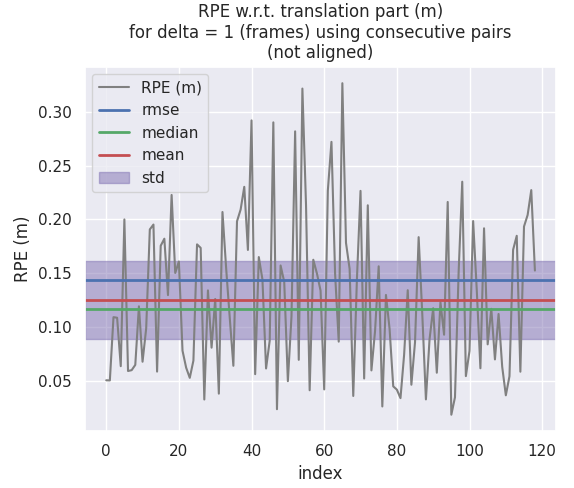 RPE w.r.t. translation part (m)
for delta = 1 (frames) using consecutive pairs
(not aligned)
RPE (m)
rmse
median
mean
std
RPE (m)
0.30
0.25
0.20
0.15
0.10
0.05
0 20 40 60 80 100 120
index